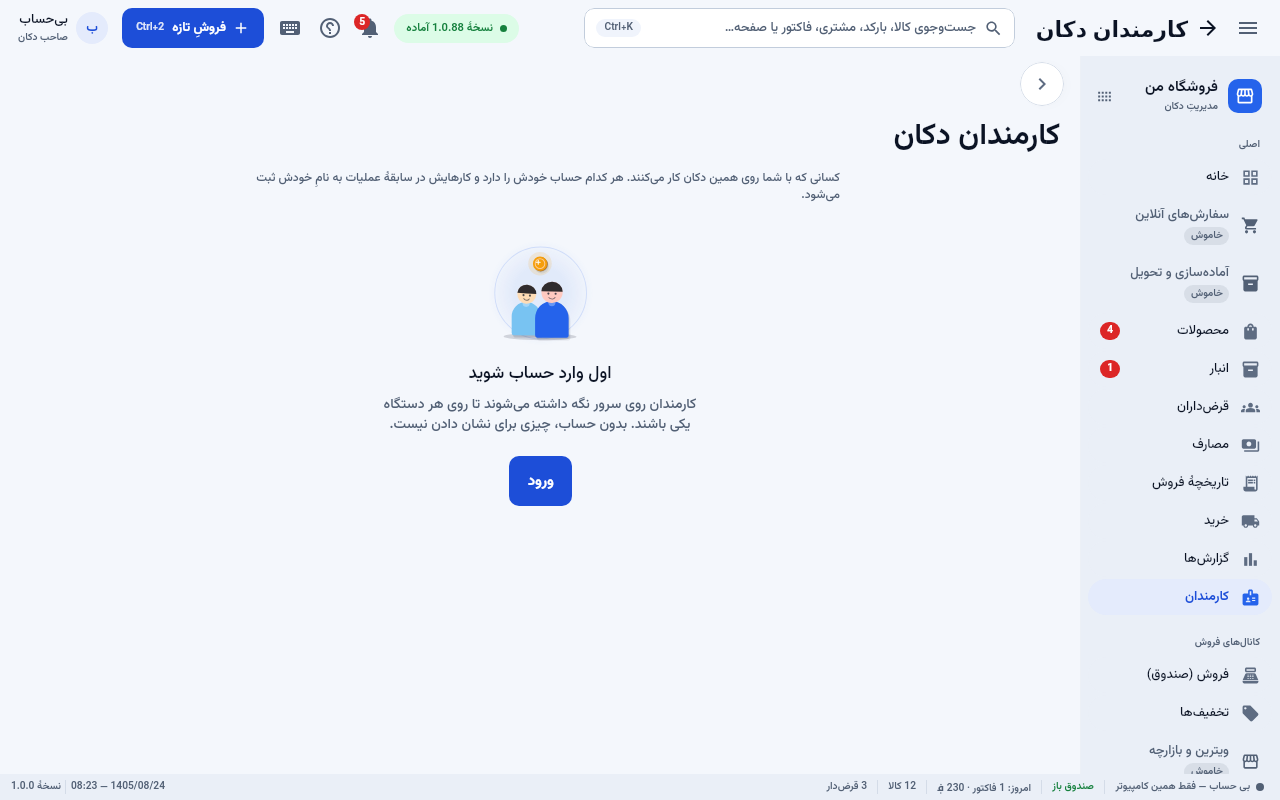 کارمندان دکان
جست‌وجوی کالا، بارکد، مشتری، فاکتور یا صفحه…
Ctrl+K
نسخهٔ 1.0.88 آماده
5
فروشِ تازه
Ctrl+2
ب
بی‌حساب
صاحب دکان
فروشگاه من
مدیریتِ دکان
اصلی
خانه
سفارش‌های آنلاین
خاموش
آماده‌سازی و تحویل
خاموش
محصولات
4
انبار
1
قرض‌داران
مصارف
تاریخچهٔ فروش
خرید
گزارش‌ها
کارمندان
کانال‌های فروش
فروش (صندوق)
تخفیف‌ها
ویترین و بازارچه
خاموش
کارمندان دکان
کسانی که با شما روی همین دکان کار می‌کنند. هر کدام حساب خودش را دارد و کارهایش در سابقهٔ عملیات به نامِ خودش ثبت
می‌شود.
اول وارد حساب شوید
کارمندان روی سرور نگه داشته می‌شوند تا روی هر دستگاه
یکی باشند. بدون حساب، چیزی برای نشان دادن نیست.
ورود
بی حساب — فقط همین کامپیوتر
صندوق باز
امروز: 1 فاکتور · 230 ؋
12 کالا
3 قرض‌دار
1405/08/24 — 08:23
نسخهٔ 1.0.0